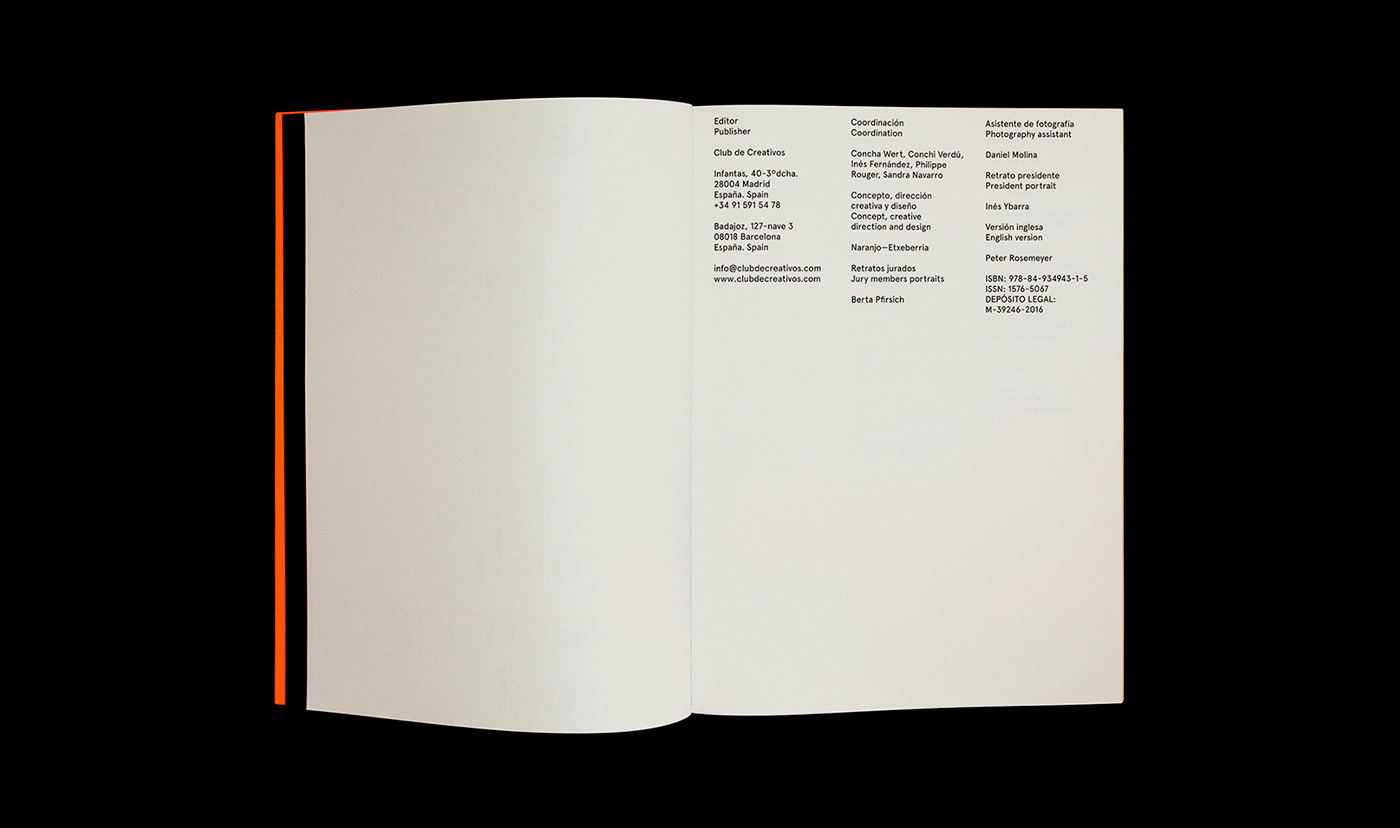 Editor
Publisher
Club de Creativos
Infantas, 40-3ºdcha.
28004 Madrid
España. Spain
+34 91 591 54 78
Badajoz, 127-nave 3
08018 Barcelona
España. Spain
info@clubdecreativos.com
www.clubdecreativos.com
Coordinación
Coordination
Concha Wert, Conchi Verdú,
Inés Fernández, Philippe
Rouger, Sandra Navarro
Concepto, dirección
creativa y diseño
Concept, creative
direction and design
Naranjo—Etxeberria
Retratos jurados
Jury members portraits
Berta Pfirsich
Asistente de fotografía
Photography assistant
Daniel Molina
Retrato presidente
President portrait
Inés Ybarra
Versión inglesa
English version
Peter Rosemeyer
ISBN: 978-84-934943-1-5
ISSN: 1576-5067
DEPÓSITO LEGAL:
M-39246-2016